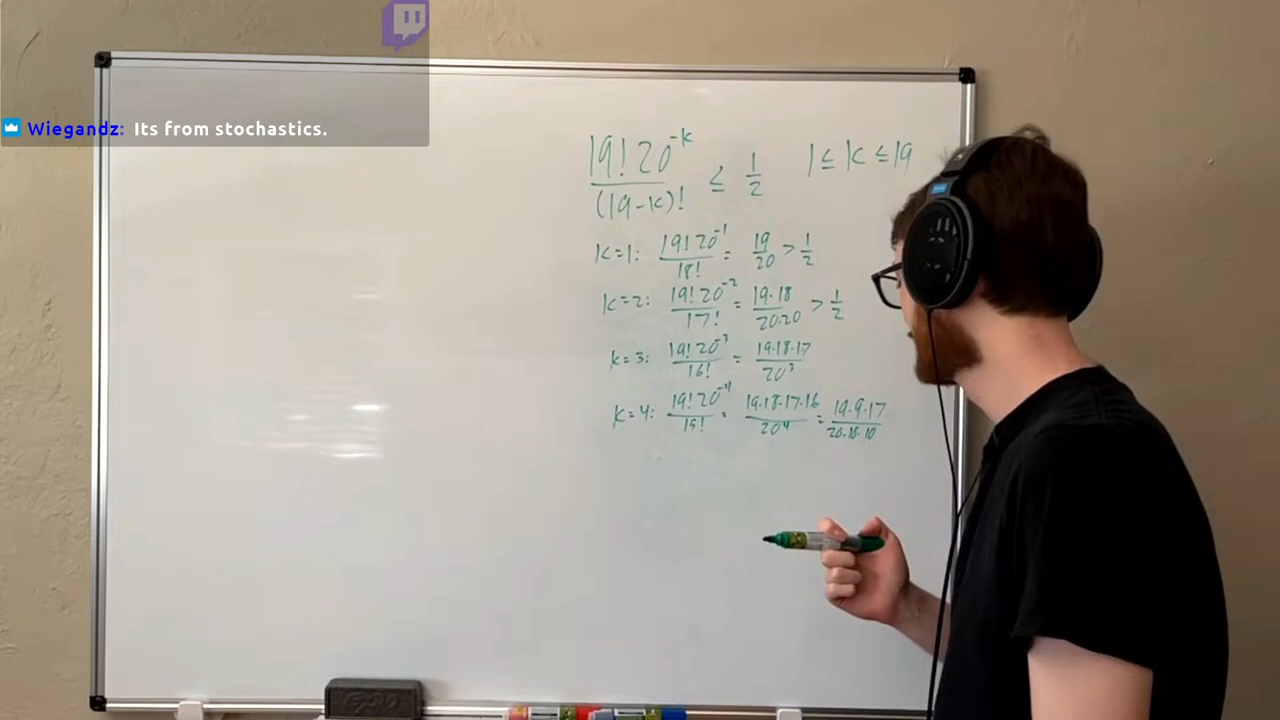 Wiegandz: Its from stochastics.
19! 20^-k / (19-k)! ≤ 1/2 1 ≤ k ≤ 19
k=1: 19! 20^-1 / 18! = 19/20 > 1/2
k=2: 19! 20^-2 / 17! = 19·18 / 20·20 > 1/2
k=3: 19! 20^-3 / 16! = 19·18·17 / 20^3
k=4: 19! 20^-4 / 15! = 19·18·17·16 / 20^4 = 19·9·17 / 20·10·10